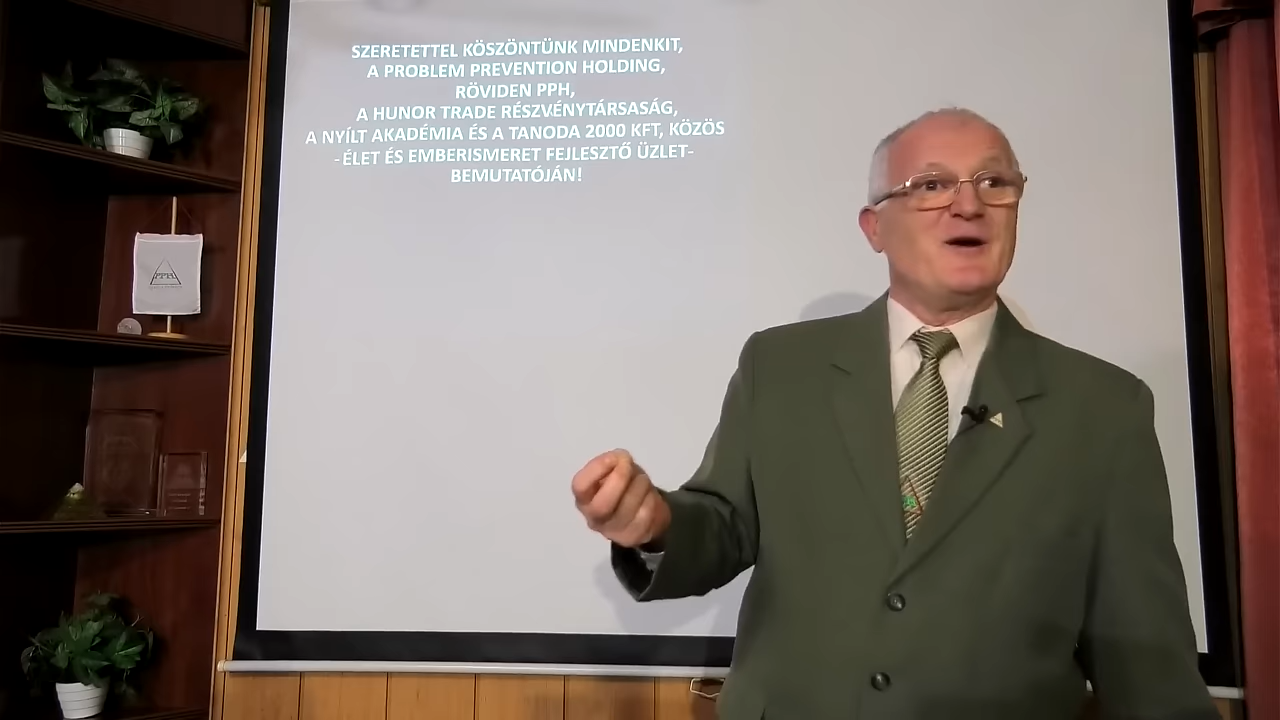 SZERETETTEL KÖSZÖNTÜNK MINDENKIT,
A PROBLEM PREVENTION HOLDING,
RÖVIDEN PPH,
A HUNOR TRADE RÉSZVÉNYTÁRSASÁG,
A NYÍLT AKADÉMIA ÉS A TANODA 2000 KFT, KÖZÖS
-ÉLET ÉS EMBERISMERET FEJLESZTŐ ÜZLET-
BEMUTATÓJÁN!
PPH